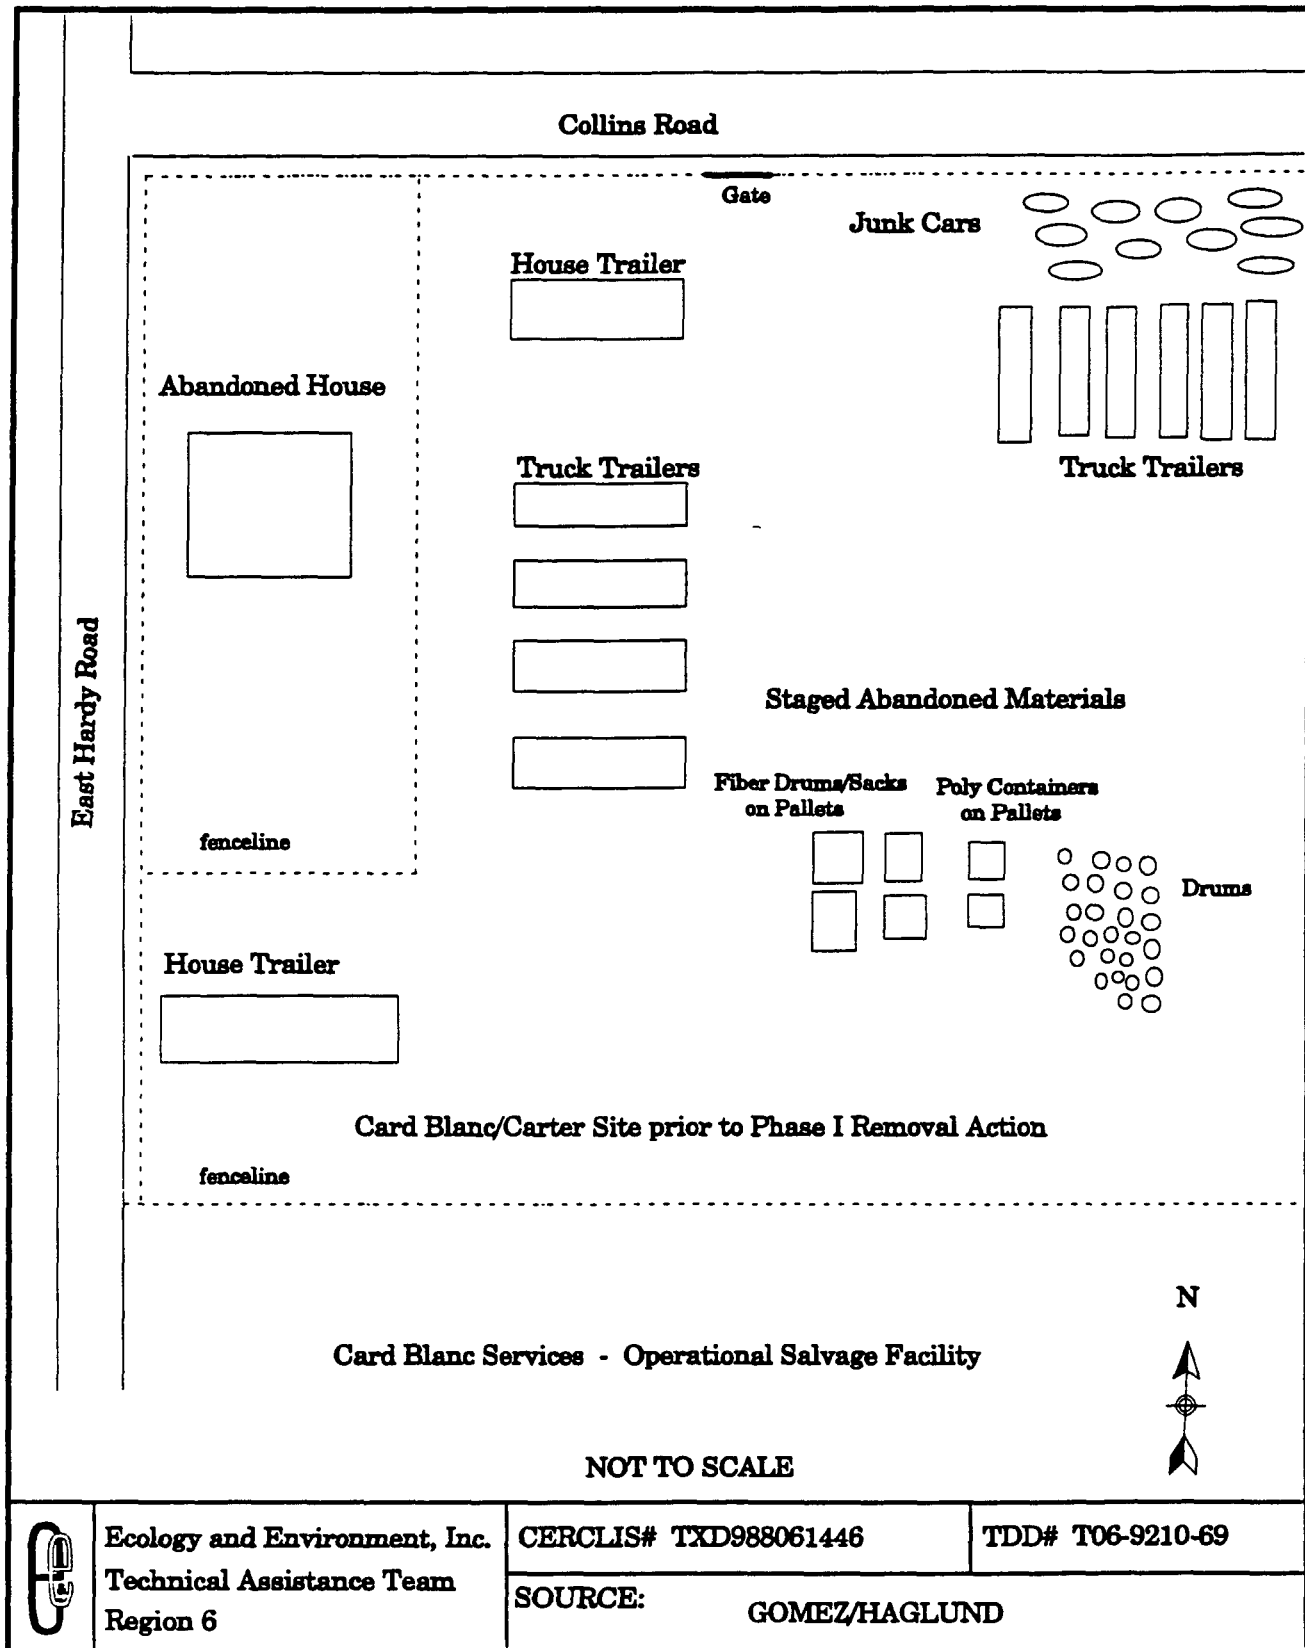 Collins Road
Gate
Junk Cars
House Trailer
Abandoned House
Truck Trailers
Truck Trailers
East Hardy Road
Staged Abandoned Materials
Fiber Drums/Sacks
on Pallets
Poly Containers
on Pallets
fenceline
Drums
House Trailer
Card Blanc/Carter Site prior to Phase I Removal Action
fenceline
N
Card Blanc Services - Operational Salvage Facility
NOT TO SCALE
Ecology and Environment, Inc.
Technical Assistance Team
Region 6
CERCLIS# TXD988061446
TDD# T06-9210-69
SOURCE:
GOMEZ/HAGLUND